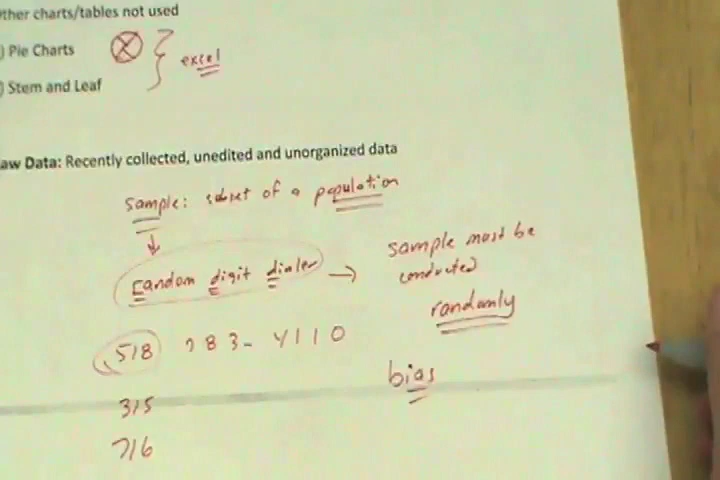 ther charts/tables not used
) Pie Charts
excel
) Stem and Leaf
aw Data: Recently collected, unedited and unorganized data
sample: subset of a population
random digit dialer → sample must be
conducted
randomly
518 783-4110
bias
315
716